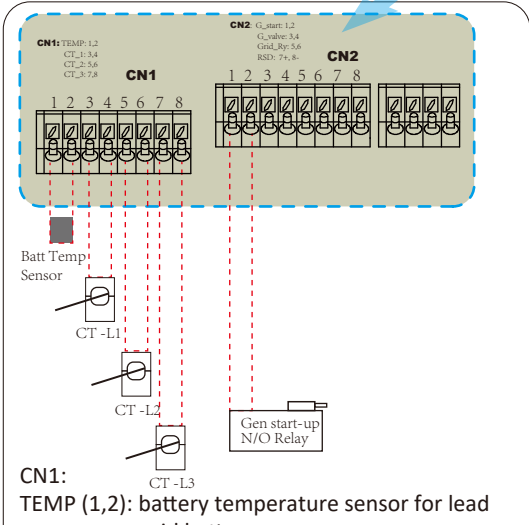 CN1: TEMP: 1,2
CT_1: 3,4
CT_2: 5,6
CT_3: 7,8
CN1
1 2 3 4 5 6 7 8
CN2: G_start: 1,2
G_valve: 3,4
Grid_Ry: 5,6
RSD: 7+, 8-
CN2
1 2 3 4 5 6 7 8
Batt Temp
Sensor
CT -L1
CT -L2
CT -L3
Gen start-up
N/O Relay
CN1:
TEMP (1,2): battery temperature sensor for lead